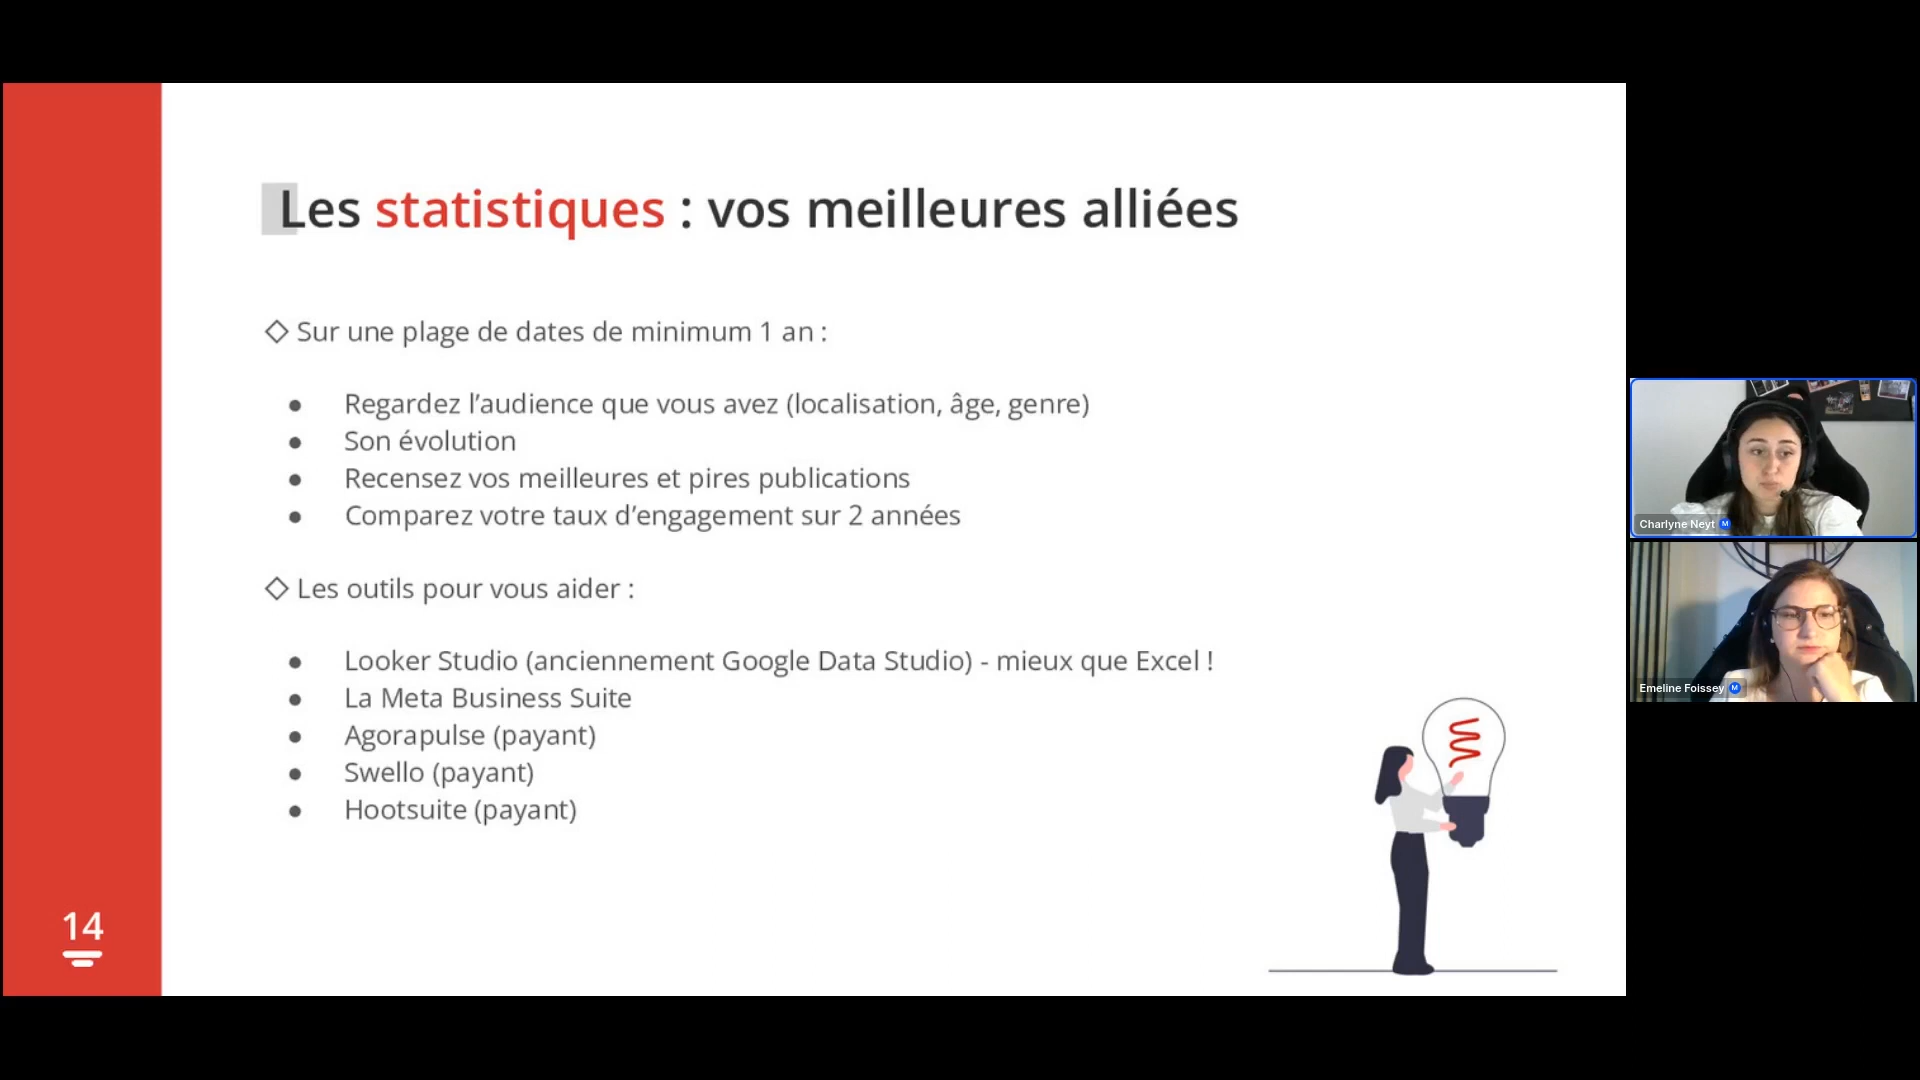 Les statistiques : vos meilleures alliées
◇ Sur une plage de dates de minimum 1 an :
● Regardez l’audience que vous avez (localisation, âge, genre)
● Son évolution
● Recensez vos meilleures et pires publications
● Comparez votre taux d’engagement sur 2 années
◇ Les outils pour vous aider :
● Looker Studio (anciennement Google Data Studio) - mieux que Excel !
● La Meta Business Suite
● Agorapulse (payant)
● Swello (payant)
● Hootsuite (payant)
14
Charlyne Neyt M
Emeline Foissey M